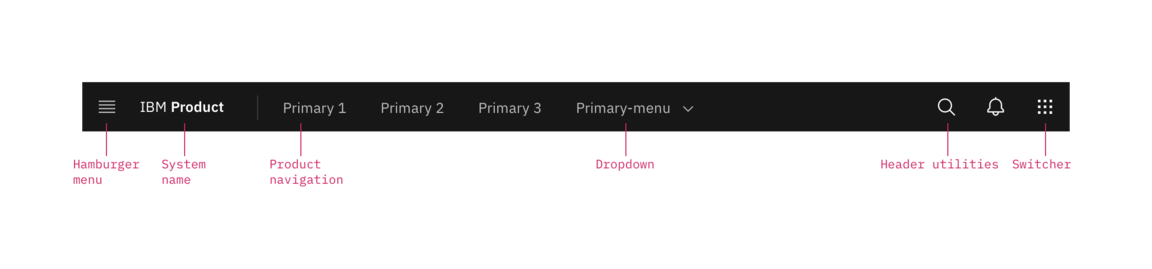 IBM Product
Primary 1
Primary 2
Primary 3
Primary-menu
Hamburger
menu
System
name
Product
navigation
Dropdown
Header utilities
Switcher